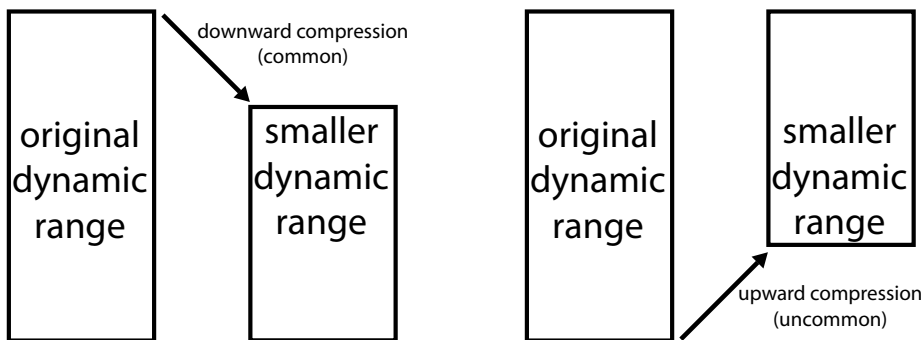 original
dynamic
range
downward compression
(common)
smaller
dynamic
range
original
dynamic
range
smaller
dynamic
range
upward compression
(uncommon)